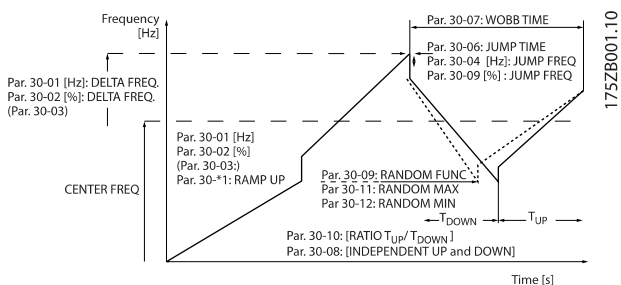 Frequency
[Hz]
Par. 30-07: WOBB TIME
Par. 30-06: JUMP TIME
Par. 30-04 [Hz]: JUMP FREQ
Par. 30-09 [%] : JUMP FREQ
175ZB001.10
Par. 30-01 [Hz]: DELTA FREQ.
Par. 30-02 [%]: DELTA FREQ.
(Par. 30-03)
Par. 30-01 [Hz]
Par. 30-02 [%]
(Par. 30-03:)
Par. 30-*1: RAMP UP
CENTER FREQ
Par. 30-09: RANDOM FUNC
Par. 30-11: RANDOM MAX
Par 30-12: RANDOM MIN
TDOWN
TUP
Par. 30-10: [RATIO TUP/ TDOWN ]
Par. 30-08: [INDEPENDENT UP and DOWN]
Time [s]